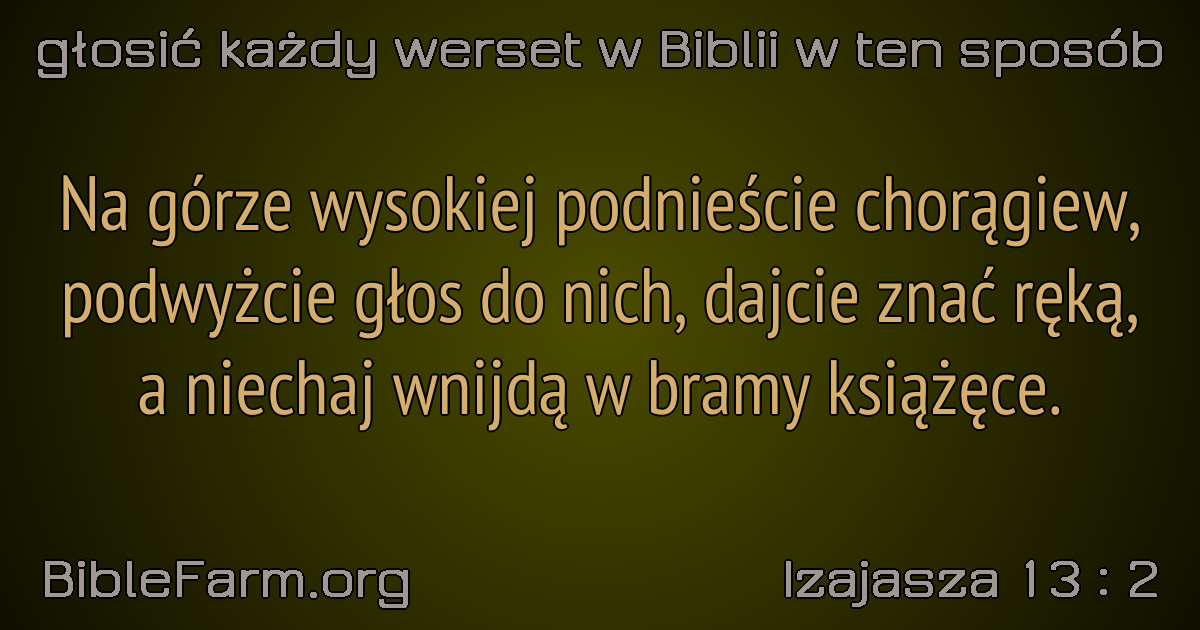 głosić każdy werset w Biblii w ten sposób
Na górze wysokiej podnieście chorągiew,
podwyżcie głos do nich, dajcie znać ręką,
a niechaj wnijdą w bramy książęce.
BibleFarm.org
Izajasza 13 : 2